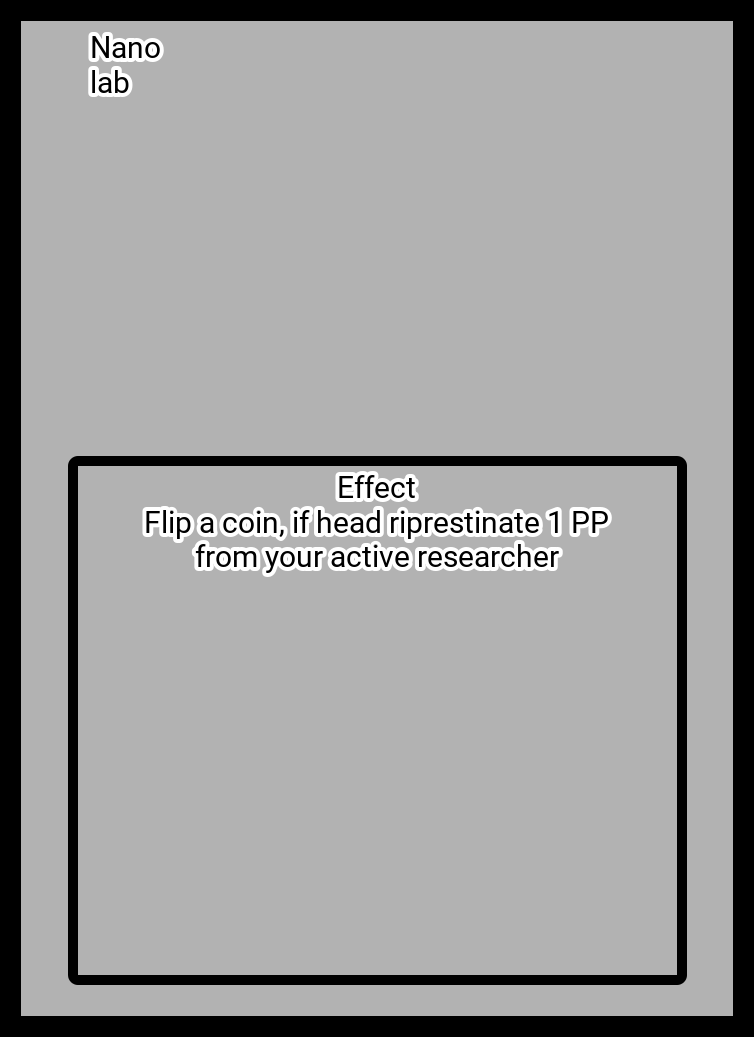 Nano
lab
Effect
Flip a coin, if head riprestinate 1 PP
from your active researcher